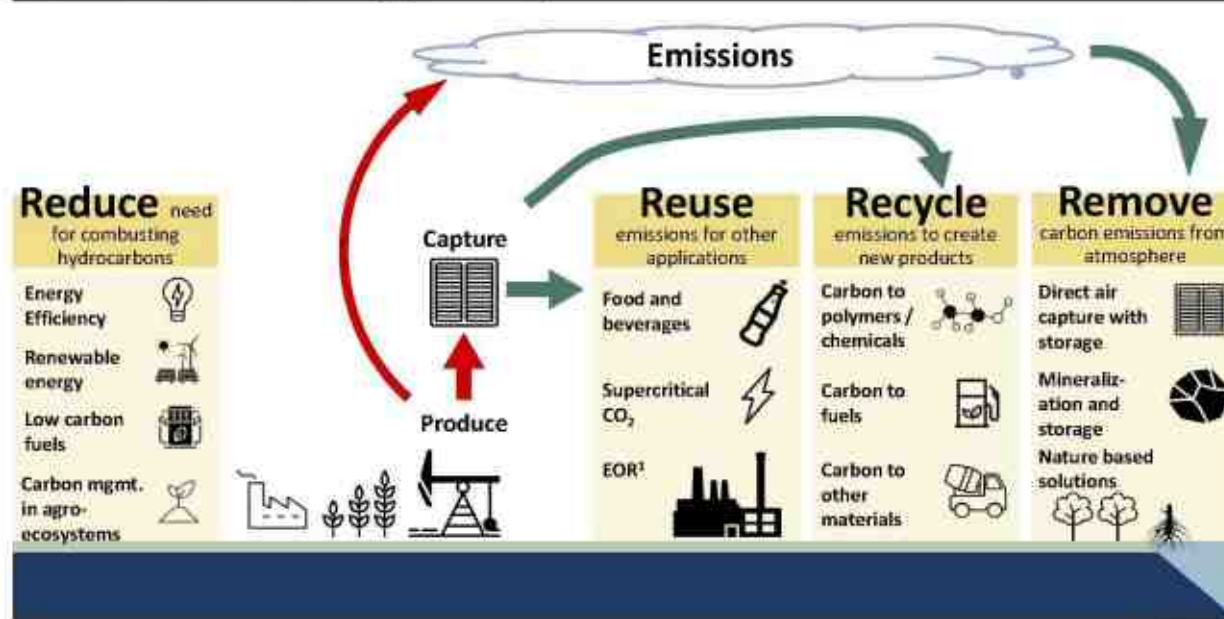 Emissions
Reduce need
for combusting
hydrocarbons
Energy
Efficiency
Renewable
energy
Low carbon
fuels
Carbon mgmt.
in agro-
ecosystems
Capture
Produce
Reuse
emissions for other
applications
Food and
beverages
Supercritical
CO₂
EOR¹
Recycle
emissions to create
new products
Carbon to
polymers /
chemicals
Carbon to
fuels
Carbon to
other
materials
Remove
carbon emissions from
atmosphere
Direct air
capture with
storage
Mineraliz-
ation and
storage
Nature based
solutions